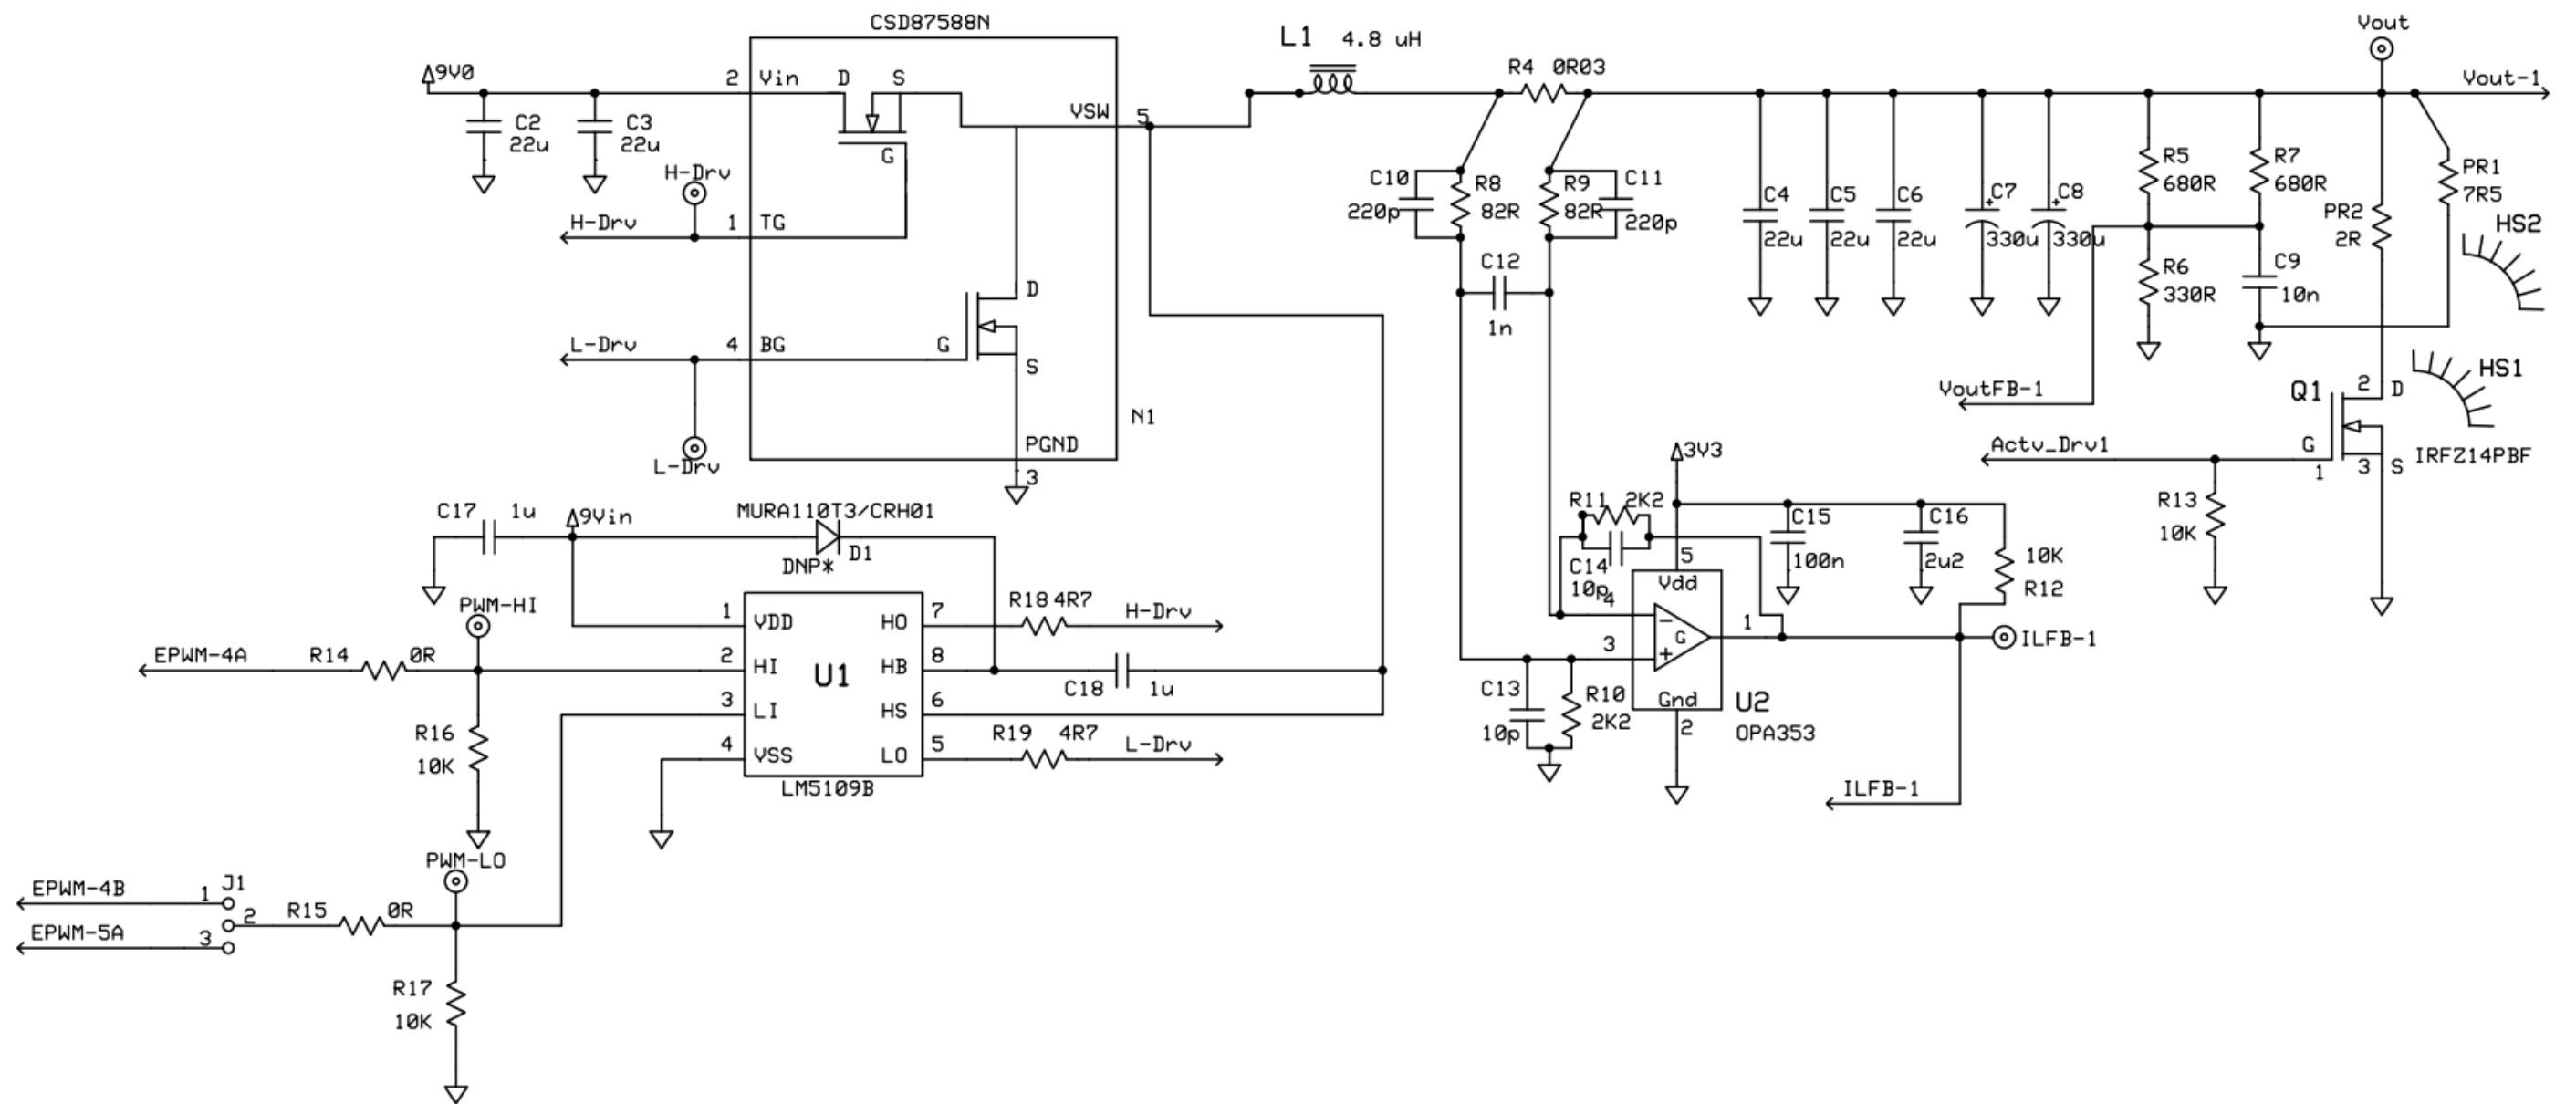 CSD87588N
9V0
2 Vin D S
VSW 5
C2
22u
C3
22u
G
H-Drv
H-Drv 1 TG
L-Drv 4 BG G
D
S
L-Drv
PGND
3
N1
L1 4.8 uH
R4 0R03
C10
220p
R8
82R
R9
82R
C11
220p
C12
1n
C4
22u
C5
22u
C6
22u
+
C7
330u
+
C8
330u
R5
680R
R7
680R
R6
330R
C9
10n
Vout
Vout-1
PR1
7R5
PR2
2R
HS2
HS1
VoutFB-1
Q1
2 D
G
1
3 S
IRFZ14PBF
Actv_Drv1
R13
10K
C17 1u
9Vin
MURA110T3/CRH01
D1
DNP*
PWM-HI
EPWM-4A R14 0R
R16
10K
1 VDD
2 HI
3 LI
4 VSS
U1
HO 7
HB 8
HS 6
LO 5
LM5109B
R18 4R7 H-Drv
C18 1u
R19 4R7 L-Drv
3V3
R11 2K2
C14
10p
C15
100n
C16
2u2
10K
R12
5
Vdd
4
3
-
G
+
1
Gnd
2
U2
OPA353
C13
10p
R10
2K2
ILFB-1
ILFB-1
PWM-LO
EPWM-4B 1 J1
2
EPWM-5A 3
R15 0R
R17
10K